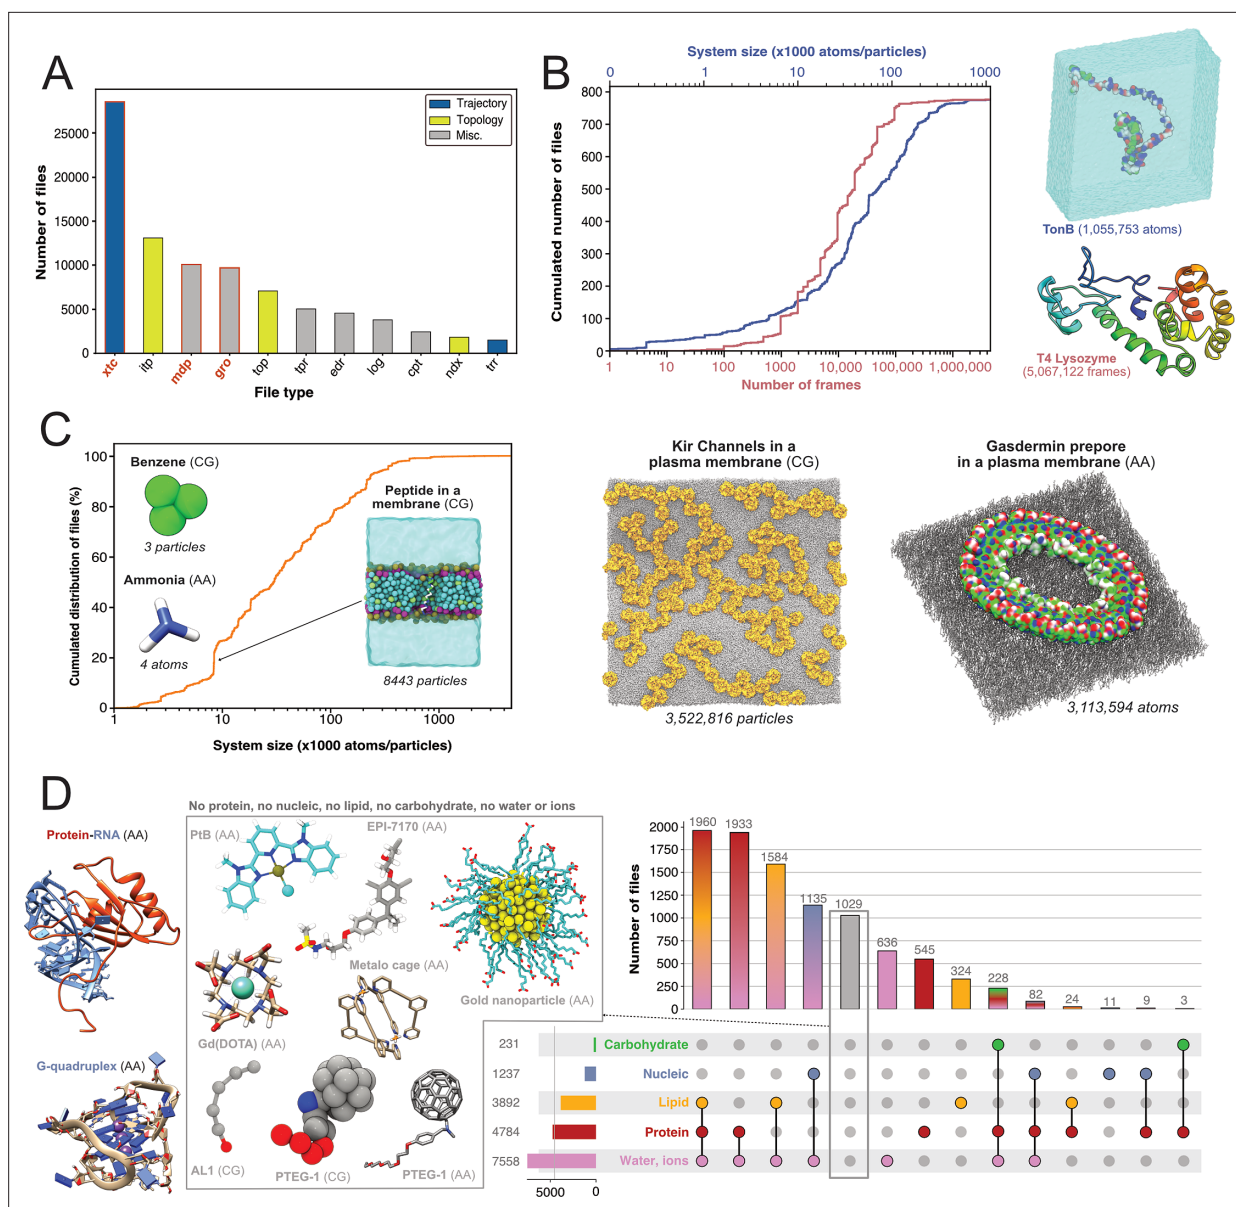 A
Number of files
25000
20000
15000
10000
5000
0
Trajectory
Topology
Misc.
xtc itp mdp gro top tpr edr log cpt ndx trr
File type
B
System size (x1000 atoms/particles)
0 1 10 100 1000
Cumulated number of files
800
700
600
500
400
300
200
100
0
1 10 100 1000 10,000 100,000 1,000,000
Number of frames
TonB (1,055,753 atoms)
T4 Lysozyme
(5,067,122 frames)
C
Cumulated distribution of files (%)
100
80
60
40
20
0
1 10 100 1000
System size (x1000 atoms/particles)
Benzene (CG)
3 particles
Ammonia (AA)
4 atoms
Peptide in a
membrane (CG)
8443 particles
Kir Channels in a
plasma membrane (CG)
3,522,816 particles
Gasdermin prepore
in a plasma membrane (AA)
3,113,594 atoms
D
Protein-RNA (AA)
G-quadruplex (AA)
No protein, no nucleic, no lipid, no carbohydrate, no water or ions
PtB (AA)
EPI-7170 (AA)
Gold nanoparticle (AA)
Metalo cage (AA)
Gd(DOTA) (AA)
AL1 (CG)
PTEG-1 (CG)
PTEG-1 (AA)
Number of files
2000
1750
1500
1250
1000
750
500
250
0
1960 1933 1584 1135 1029 636 545 324 228 82 24 11 9 3
231 Carbohydrate
1237 Nucleic
3892 Lipid
4784 Protein
7558 Water, ions
5000 0